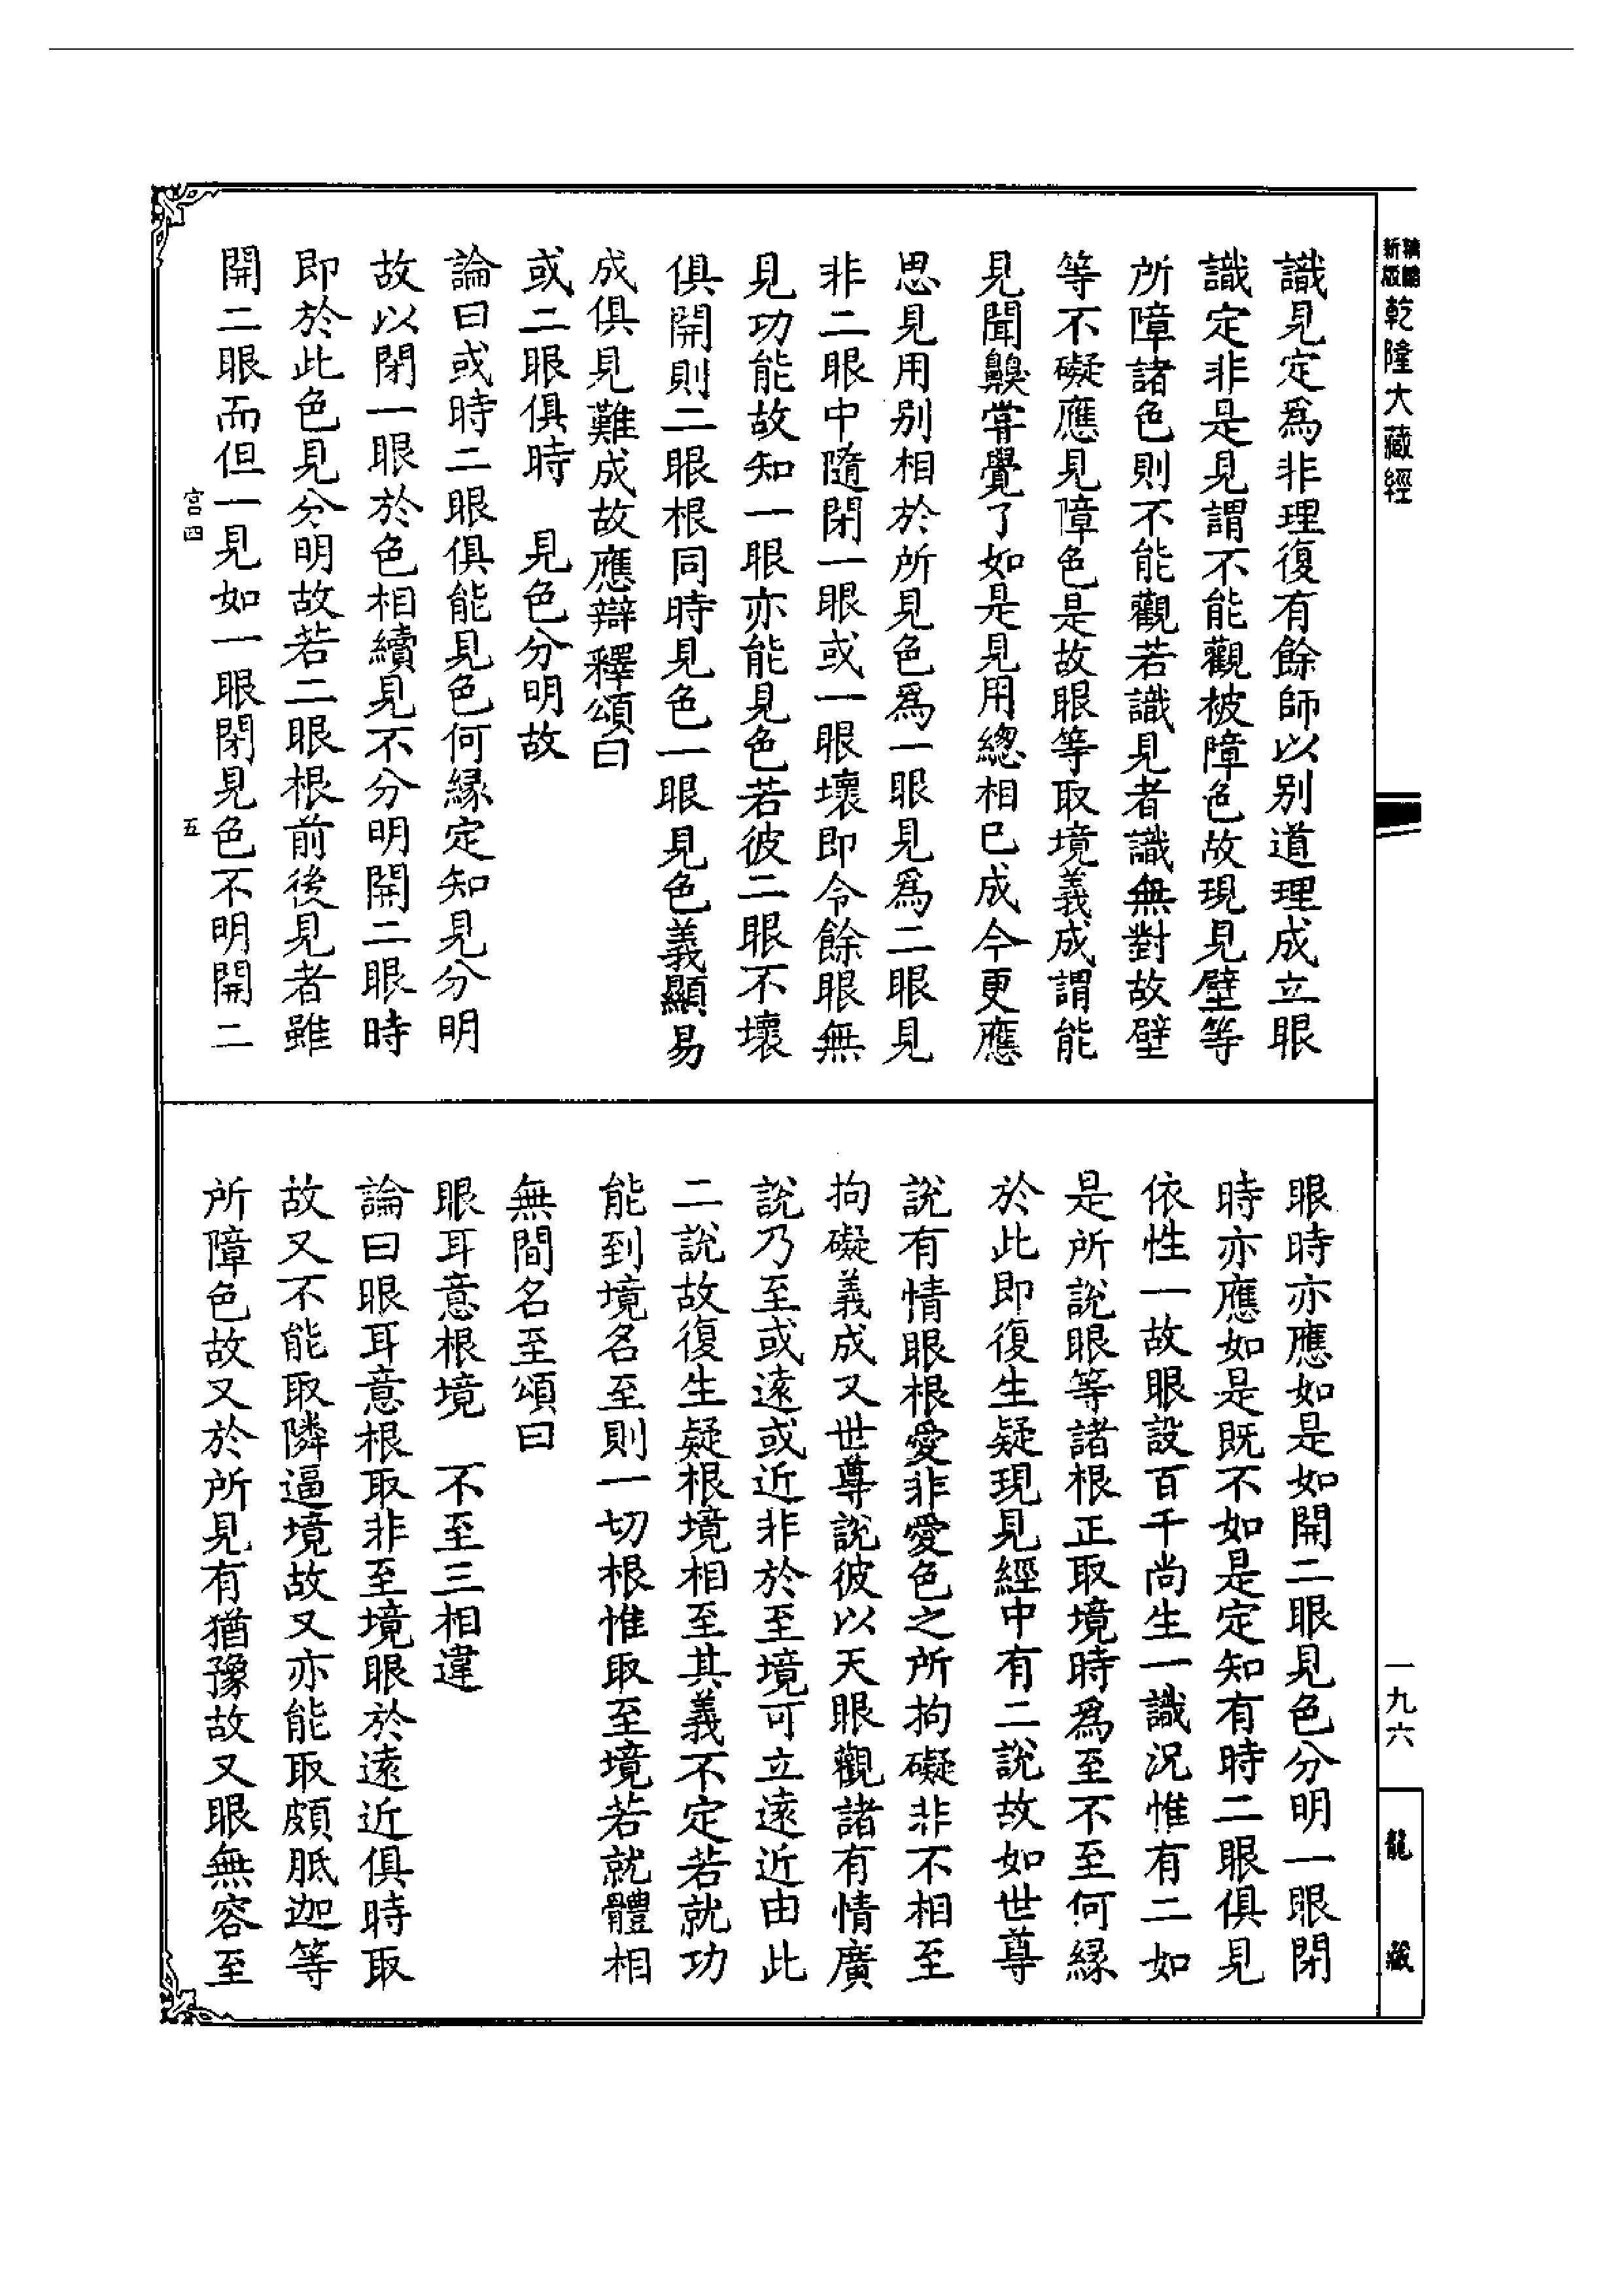 乾隆大藏經
識見定爲非理復有餘師以别道理成立眼
識定非是見謂不能觀被障色故現見壁等
所障諸色則不能觀若識見者識無對故壁
等不礙應見障色是故眼等取境義成謂能
見聞齅甞覺了如是見用總相已成今更應
思見用别相於所見色爲一眼見爲二眼見
非二眼中隨閉一眼或一眼壞即令餘眼無
見功能故知一眼亦能見色若彼二眼不壞
俱開則二眼根同時見色一眼見色義顯易
成俱見難成故應辯釋頌曰
或二眼俱時　見色分明故
論曰或時二眼俱能見色何縁定知見分明
故以閉一眼於色相續見不分明開二眼時
即於此色見分明故若二眼根前後見者雖
開二眼而但一見如一眼閉見色不明開二
宫四　五
眼時亦應如是如開二眼見色分明一眼閉
時亦應如是既不如是定知有時二眼俱見
依性一故眼設百千尚生一識況惟有二如
是所說眼等諸根正取境時爲至不至何縁
於此即復生疑現見經中有二說故如世尊
說有情眼根愛非愛色之所拘礙非不相至
拘礙義成又世尊說彼以天眼觀諸有情廣
說乃至或遠或近非於至境可立遠近由此
二說故復生疑根境相至其義不定若就功
能到境名至則一切根惟取至境若就體相
無間名至頌曰
眼耳意根境　不至三相違
論曰眼耳意根取非至境眼於遠近俱時取
故又不能取隣逼境故又亦能取頗胝迦等
所障色故又於所見有猶豫故又眼無容至
一九六
龍藏